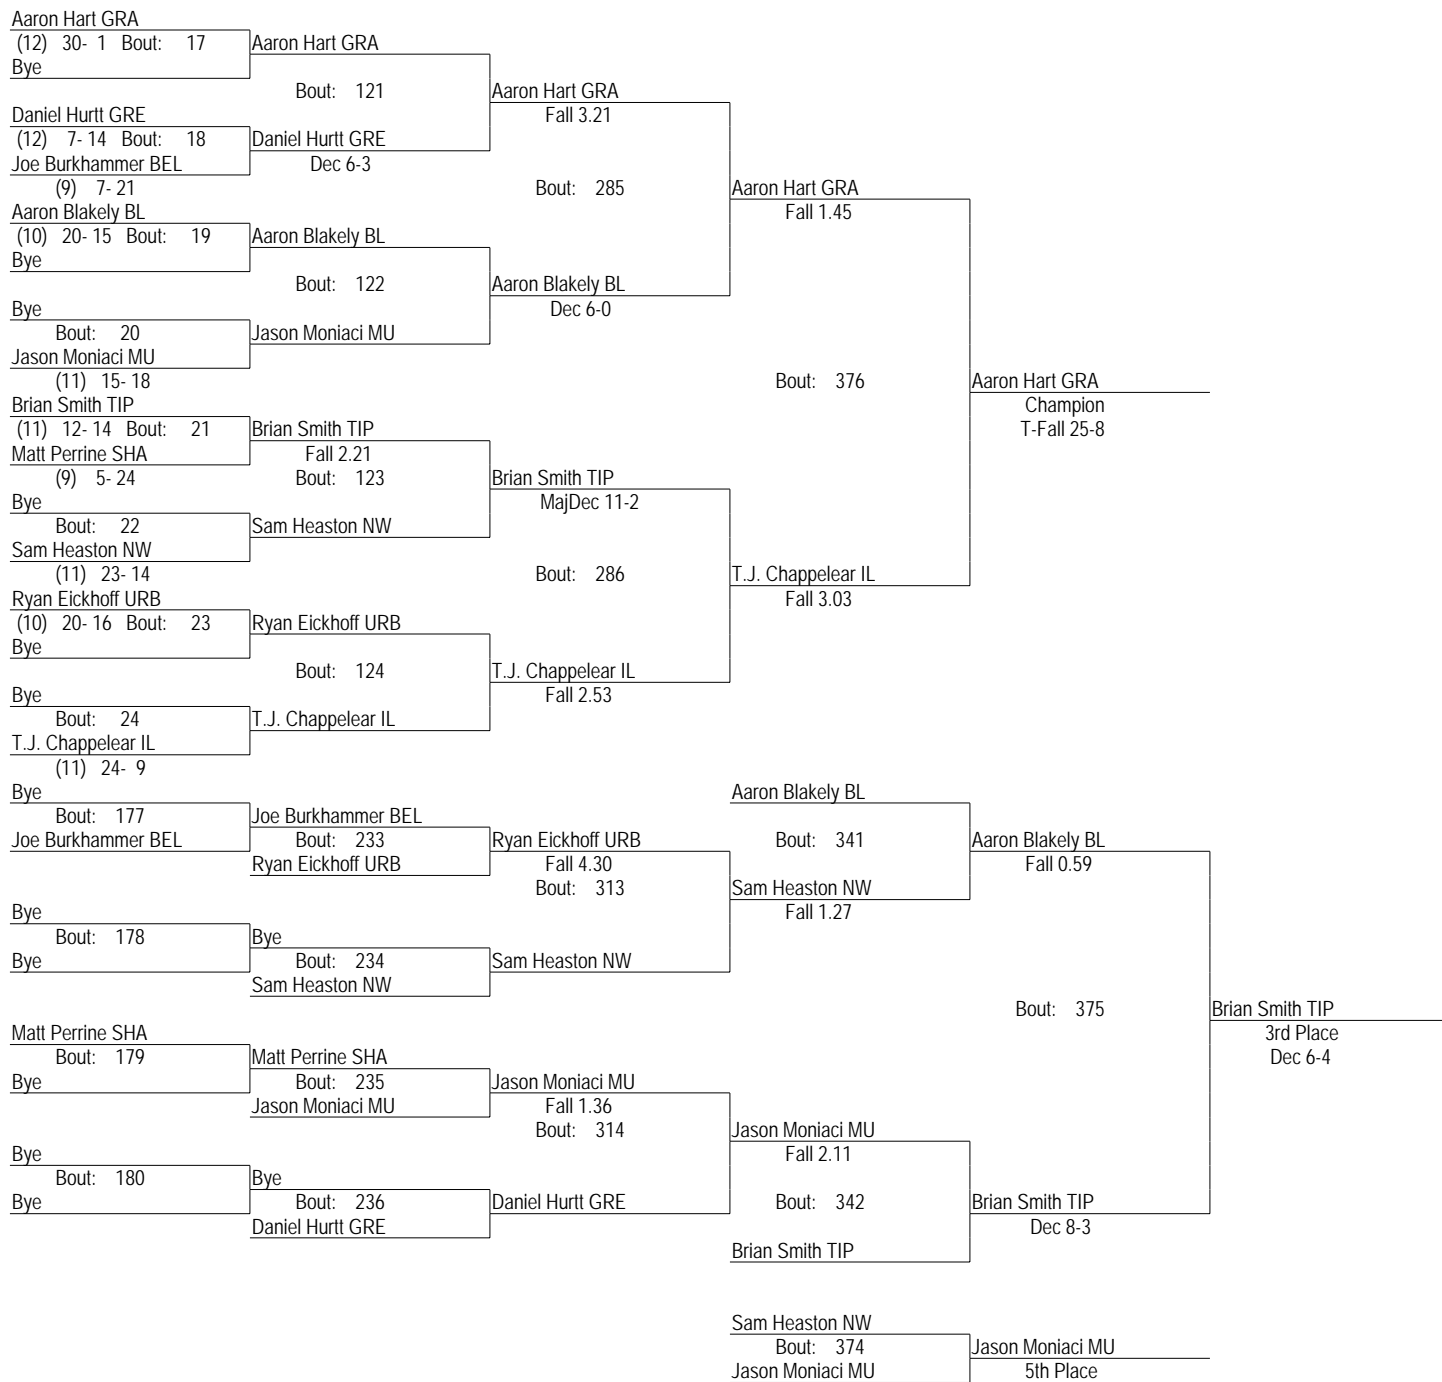 Aaron Hart GRA
(12) 30- 1 Bout: 17 Aaron Hart GRA
Bye
Bout: 121 Aaron Hart GRA
Daniel Hurtt GRE Fall 3.21
(12) 7- 14 Bout: 18 Daniel Hurtt GRE
Joe Burkhammer BEL Dec 6-3
(9) 7- 21 Bout: 285 Aaron Hart GRA
Aaron Blakely BL Fall 1.45
(10) 20- 15 Bout: 19 Aaron Blakely BL
Bye
Bout: 122 Aaron Blakely BL
Bye Dec 6-0
Bout: 20 Jason Moniaci MU
Jason Moniaci MU
(11) 15- 18 Bout: 376 Aaron Hart GRA
Brian Smith TIP Champion
(11) 12- 14 Bout: 21 Brian Smith TIP T-Fall 25-8
Matt Perrine SHA Fall 2.21
(9) 5- 24 Bout: 123 Brian Smith TIP
Bye MajDec 11-2
Bout: 22 Sam Heaston NW
Sam Heaston NW
(11) 23- 14 Bout: 286 T.J. Chappelear IL
Ryan Eickhoff URB Fall 3.03
(10) 20- 16 Bout: 23 Ryan Eickhoff URB
Bye
Bout: 124 T.J. Chappelear IL
Bye Fall 2.53
Bout: 24 T.J. Chappelear IL
T.J. Chappelear IL
(11) 24- 9
Bye Aaron Blakely BL
Bout: 177 Joe Burkhammer BEL
Joe Burkhammer BEL Bout: 233 Ryan Eickhoff URB Bout: 341 Aaron Blakely BL
Ryan Eickhoff URB Fall 4.30 Fall 0.59
Bout: 313 Sam Heaston NW
Bye Fall 1.27
Bout: 178 Bye
Bye Bout: 234 Sam Heaston NW
Sam Heaston NW
Bout: 375 Brian Smith TIP
Matt Perrine SHA 3rd Place
Bout: 179 Matt Perrine SHA Dec 6-4
Bye Bout: 235 Jason Moniaci MU
Jason Moniaci MU Fall 1.36
Bout: 314 Jason Moniaci MU
Bye Fall 2.11
Bout: 180 Bye
Bye Bout: 236 Daniel Hurtt GRE Bout: 342 Brian Smith TIP
Daniel Hurtt GRE Dec 8-3
Brian Smith TIP
Sam Heaston NW
Bout: 374 Jason Moniaci MU
Jason Moniaci MU 5th Place